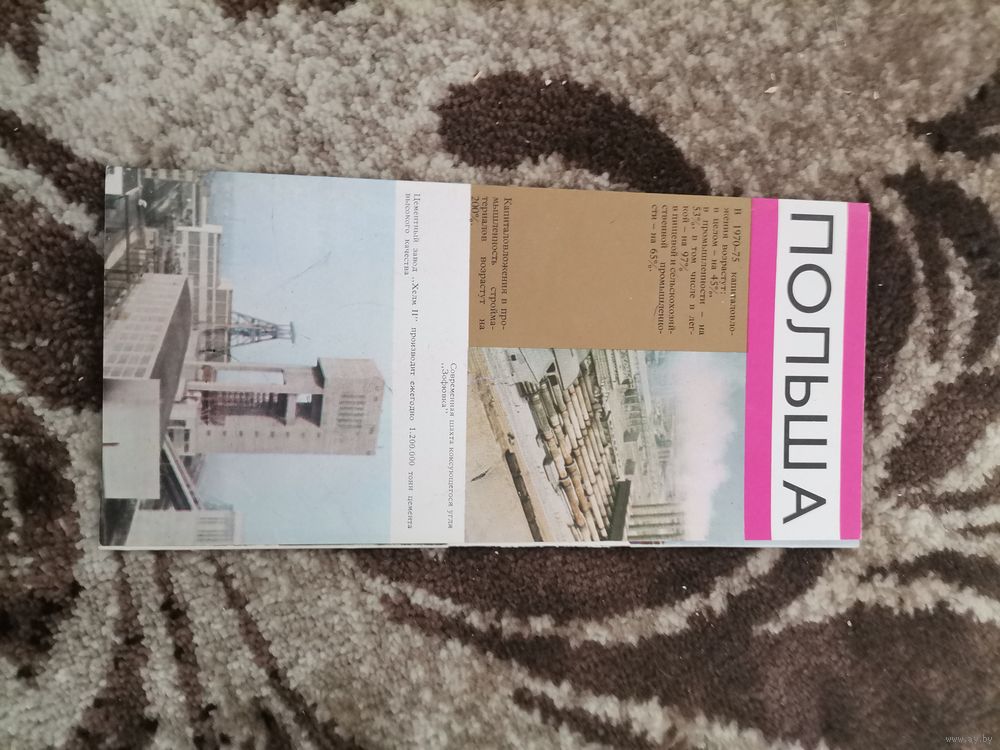 ПОЛЬША
В 1970-75 капиталовло-
жения возрастут:
в целом – на 45%,
в промышленности – на
53%, в том числе в лег-
кой – на 97%
в пищевой и сельскохозяй-
ственной промышленно-
сти – на 65%,
Капиталовложения в про-
мышленность стройма-
териалов возрастут на
200%.
Современная шахта коксующегося угля
„Зофювка"
Цементный завод „Хелм II" производит ежегодно 1.200.000 тонн цемента
высокого качества
www.ay.by